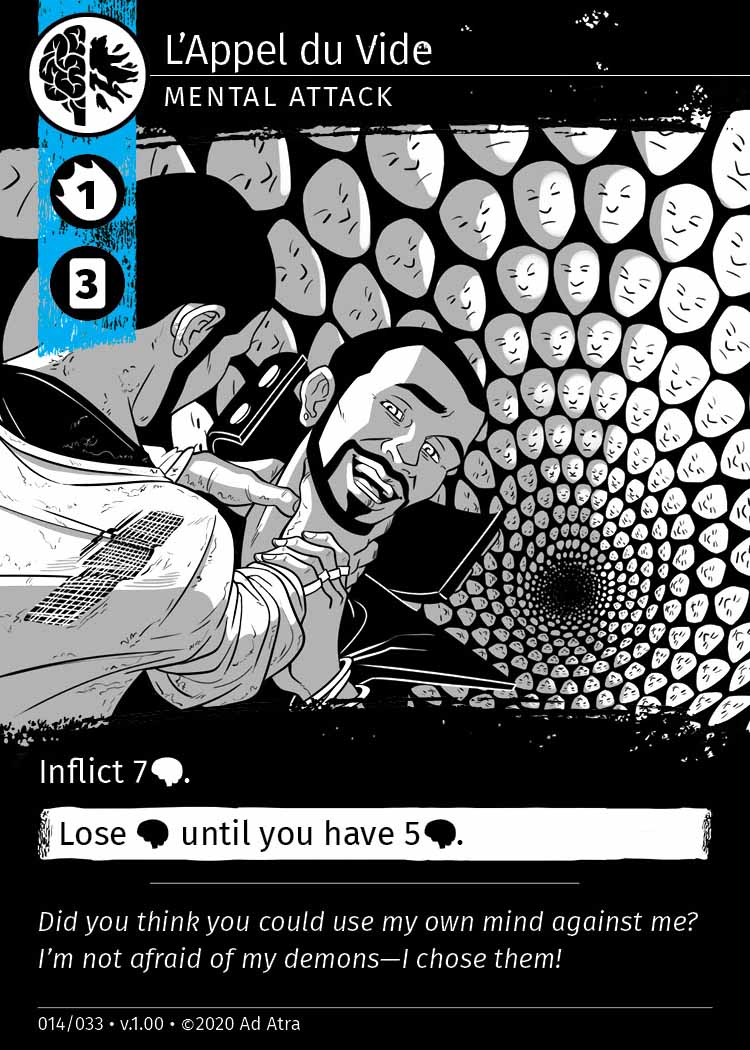 L’Appel du Vide
MENTAL ATTACK
1
3
Inflict 7.
Lose until you have 5.
Did you think you could use my own mind against me?
I’m not afraid of my demons—I chose them!
014/033 • v.1.00 • ©2020 Ad Atra